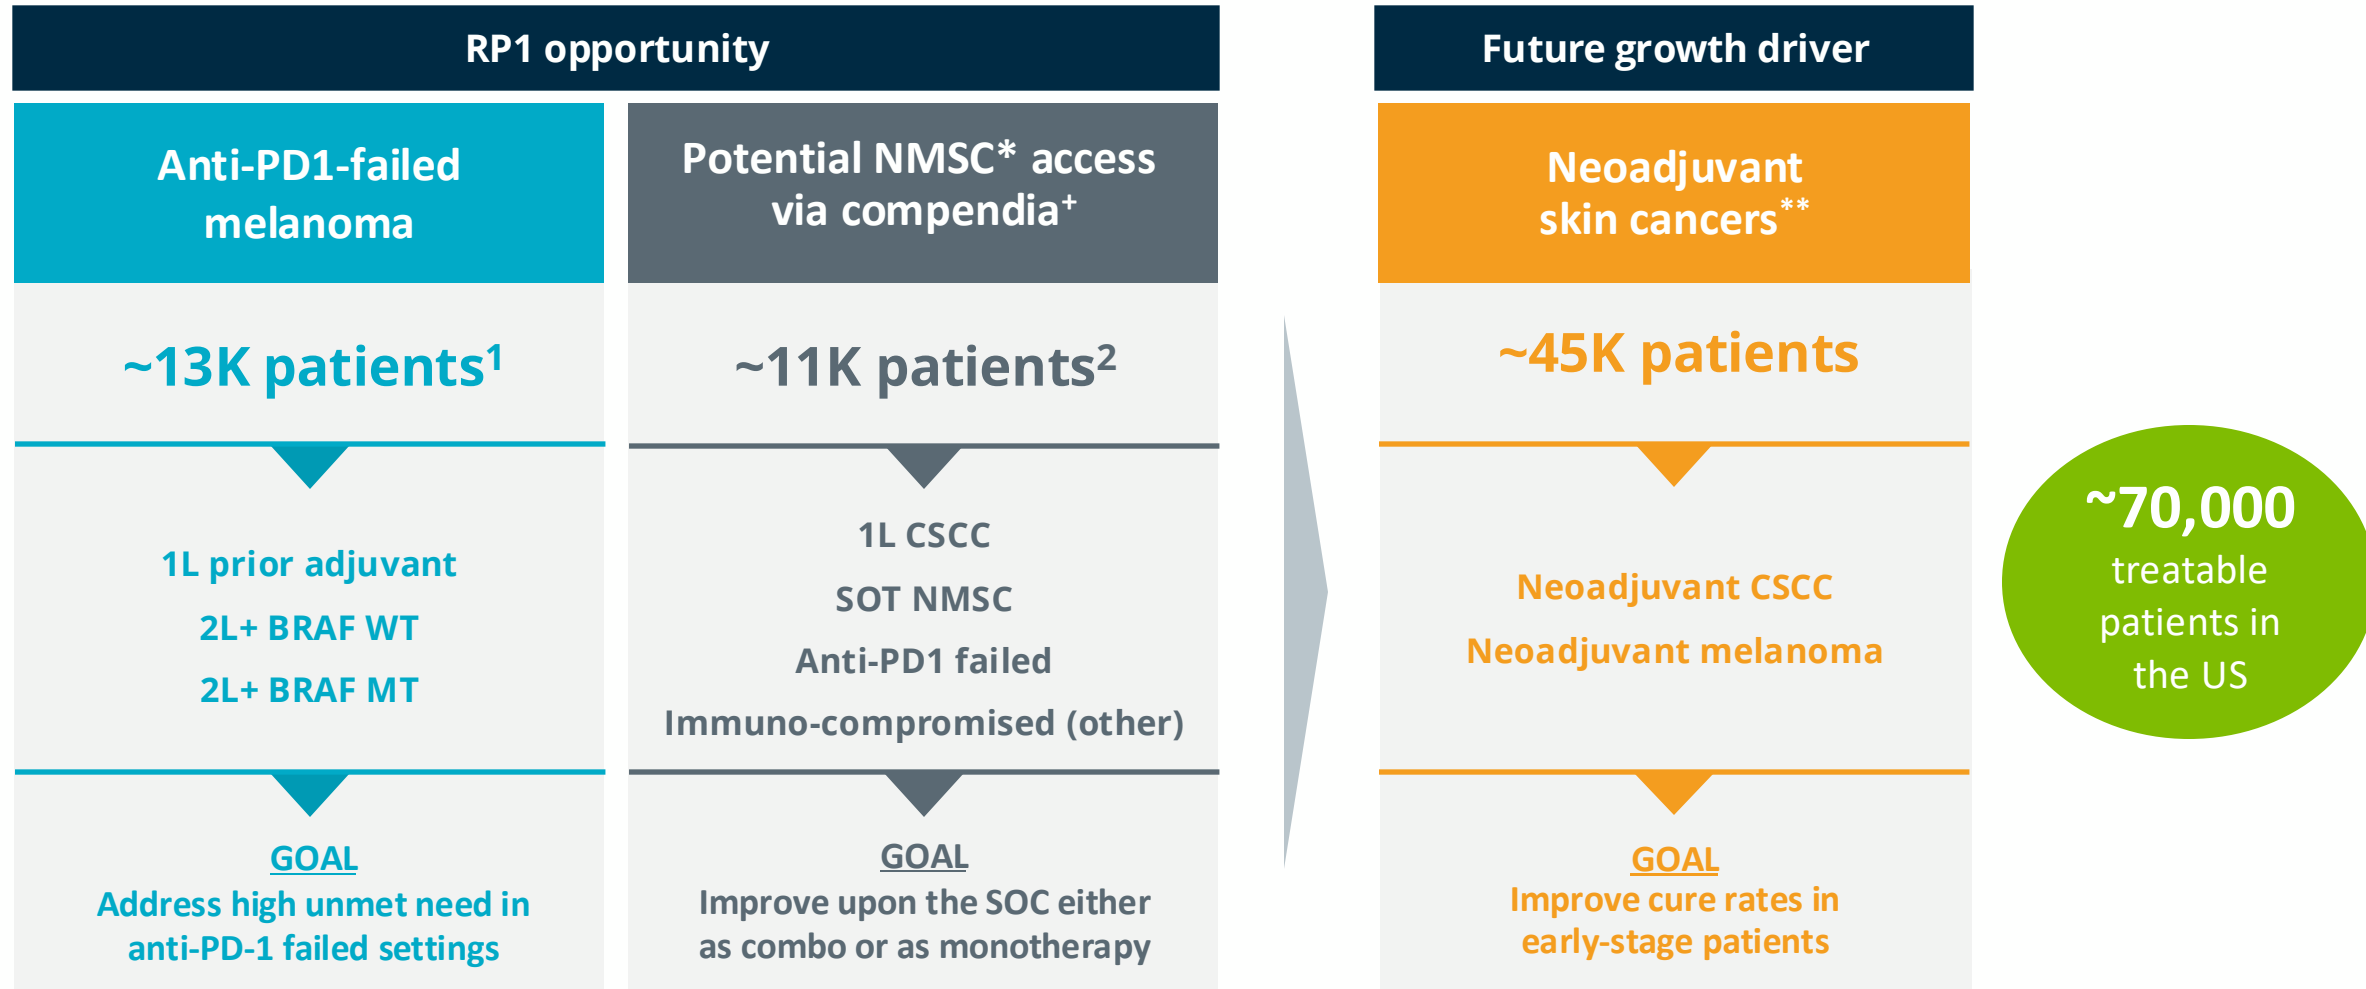 RP1 opportunity
Anti-PD1-failed
melanoma
~13K patients¹
1L prior adjuvant
2L+ BRAF WT
2L+ BRAF MT
GOAL
Address high unmet need in
anti-PD-1 failed settings
Potential NMSC* access
via compendia⁺
~11K patients²
1L CSCC
SOT NMSC
Anti-PD1 failed
Immuno-compromised (other)
GOAL
Improve upon the SOC either
as combo or as monotherapy
Future growth driver
Neoadjuvant
skin cancers**
~45K patients
Neoadjuvant CSCC
Neoadjuvant melanoma
GOAL
Improve cure rates in
early-stage patients
~70,000
treatable
patients in
the US